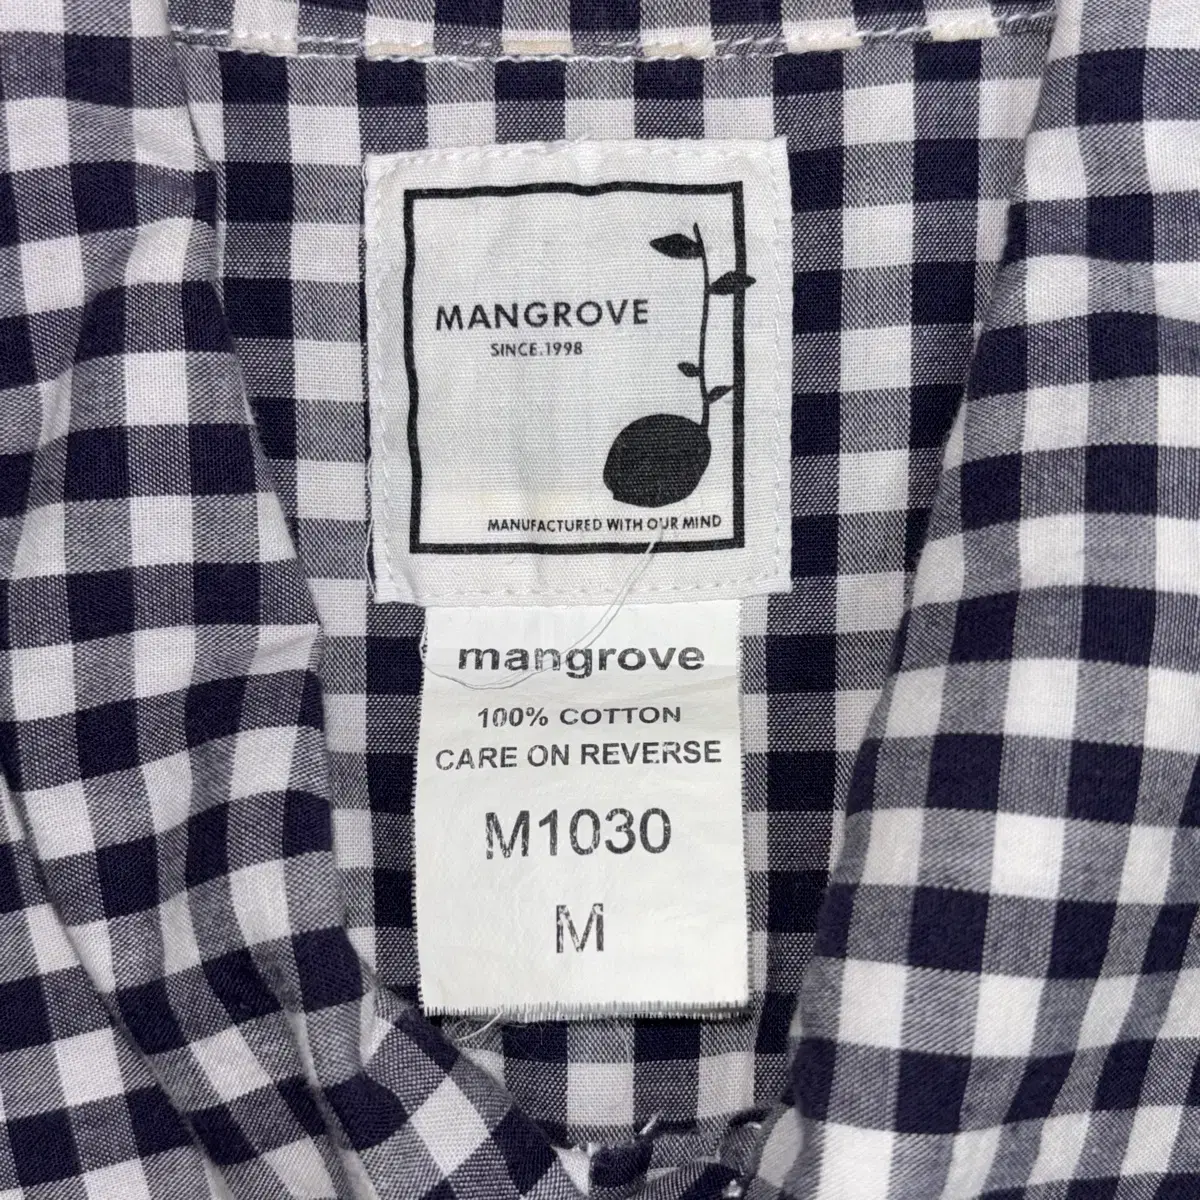 MANGROVE
SINCE.1998
MANUFACTURED WITH OUR MIND
mangrove
100% COTTON
CARE ON REVERSE
M1030
M